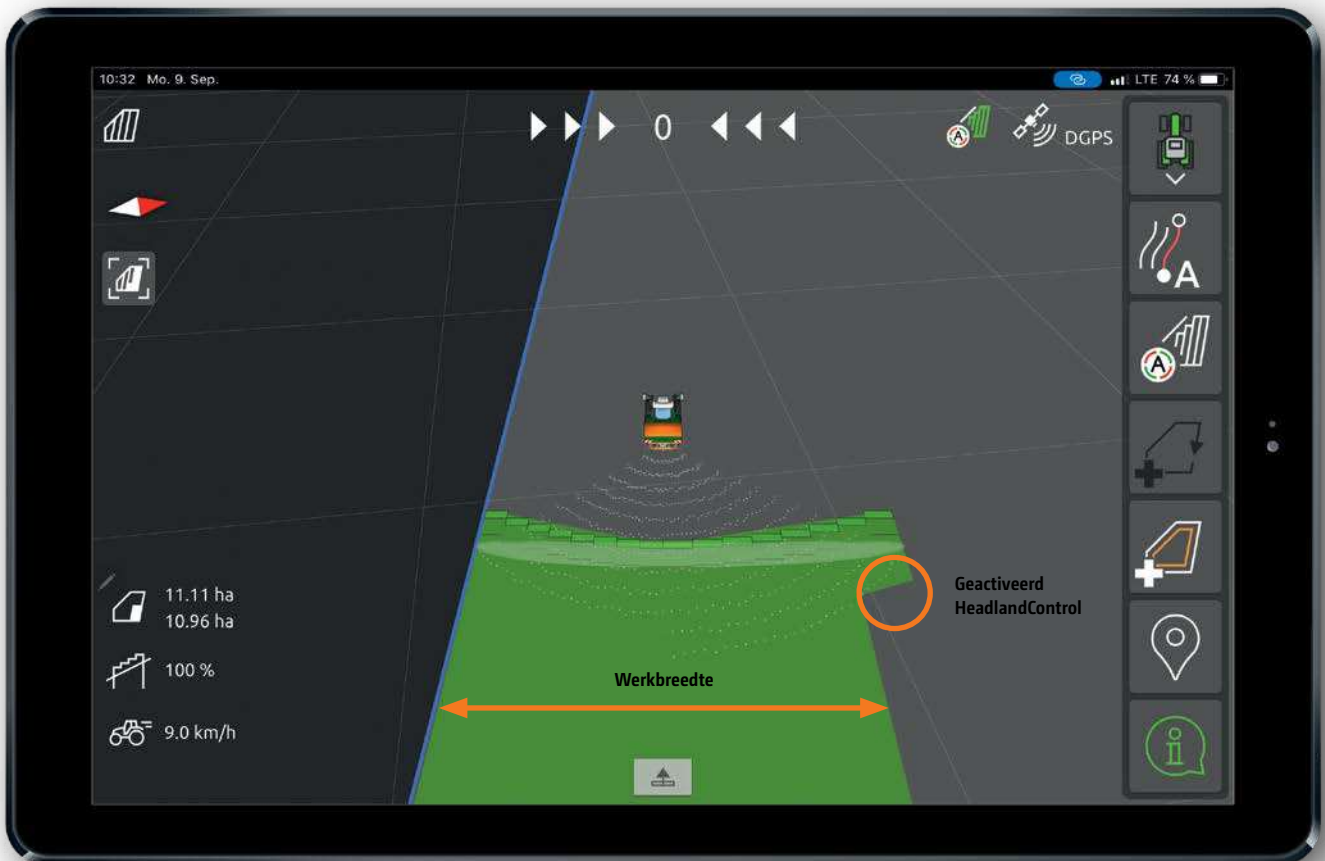 10:32 Mo. 9. Sep.
LTE 74 %
0
DGPS
A
A
A
11.11 ha
10.96 ha
100 %
9.0 km/h
Geactiveerd
HeadlandControl
Werkbreedte
i